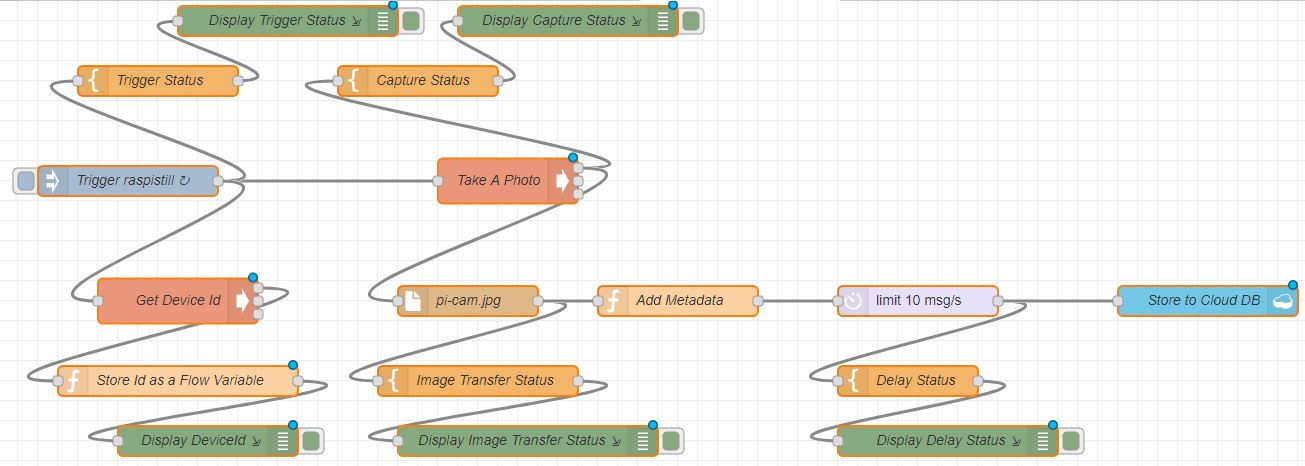 Display Trigger Status
Display Capture Status
Trigger Status
Capture Status
Trigger raspistill ↻
Take A Photo
Get Device Id
pi-cam.jpg
Add Metadata
limit 10 msg/s
Store to Cloud DB
Store Id as a Flow Variable
Image Transfer Status
Delay Status
Display DeviceId
Display Image Transfer Status
Display Delay Status